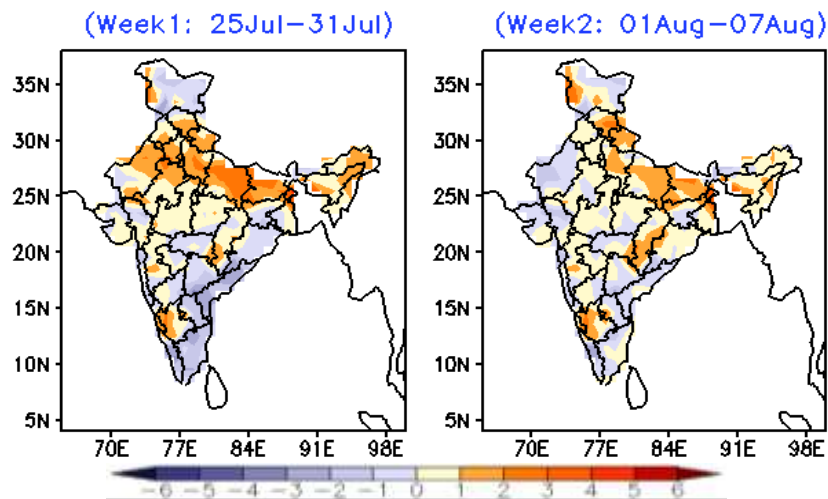 (Week1: 25Jul−31Jul)
(Week2: 01Aug−07Aug)
35N
30N
25N
20N
15N
10N
5N
70E 77E 84E 91E 98E
35N
30N
25N
20N
15N
10N
5N
70E 77E 84E 91E 98E
-6 -5 -4 -3 -2 -1 0 1 2 3 4 5 6